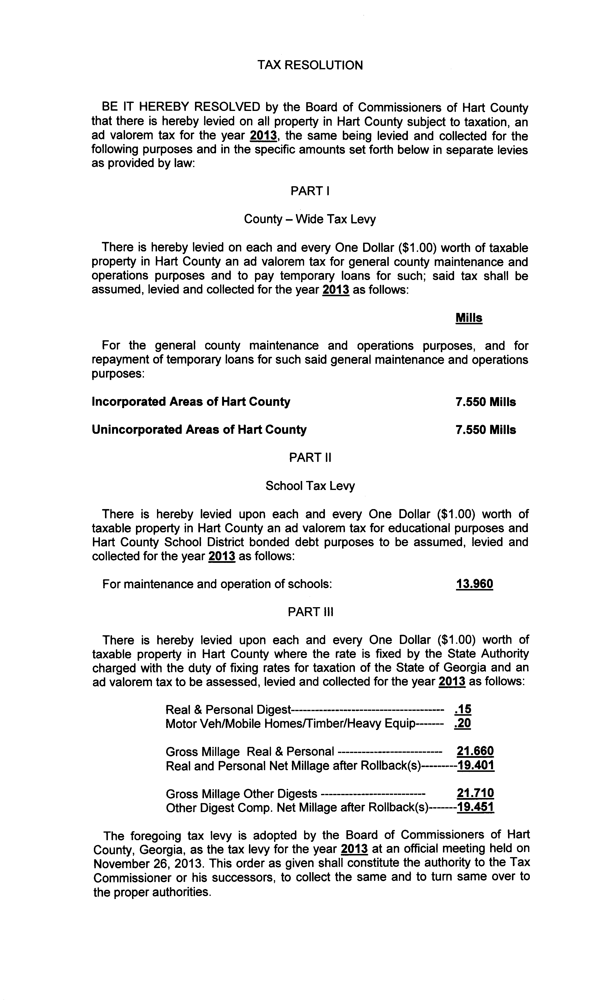 TAX RESOLUTION
BE IT HEREBY RESOLVED by the Board of Commissioners of Hart County
that there is hereby levied on all property in Hart County subject to taxation, an
ad valorem tax for the year 2013, the same being levied and collected for the
following purposes and in the specific amounts set forth below in separate levies
as provided by law:
PART I
County – Wide Tax Levy
There is hereby levied on each and every One Dollar ($1.00) worth of taxable
property in Hart County an ad valorem tax for general county maintenance and
operations purposes and to pay temporary loans for such; said tax shall be
assumed, levied and collected for the year 2013 as follows:
Mills
For the general county maintenance and operations purposes, and for
repayment of temporary loans for such said general maintenance and operations
purposes:
Incorporated Areas of Hart County 7.550 Mills
Unincorporated Areas of Hart County 7.550 Mills
PART II
School Tax Levy
There is hereby levied upon each and every One Dollar ($1.00) worth of
taxable property in Hart County an ad valorem tax for educational purposes and
Hart County School District bonded debt purposes to be assumed, levied and
collected for the year 2013 as follows:
For maintenance and operation of schools: 13.960
PART III
There is hereby levied upon each and every One Dollar ($1.00) worth of
taxable property in Hart County where the rate is fixed by the State Authority
charged with the duty of fixing rates for taxation of the State of Georgia and an
ad valorem tax to be assessed, levied and collected for the year 2013 as follows:
Real & Personal Digest--------------------------------------- .15
Motor Veh/Mobile Homes/Timber/Heavy Equip------- .20
Gross Millage Real & Personal --------------------------- 21.660
Real and Personal Net Millage after Rollback(s)---------19.401
Gross Millage Other Digests --------------------------- 21.710
Other Digest Comp. Net Millage after Rollback(s)-------19.451
The foregoing tax levy is adopted by the Board of Commissioners of Hart
County, Georgia, as the tax levy for the year 2013 at an official meeting held on
November 26, 2013. This order as given shall constitute the authority to the Tax
Commissioner or his successors, to collect the same and to turn same over to
the proper authorities.